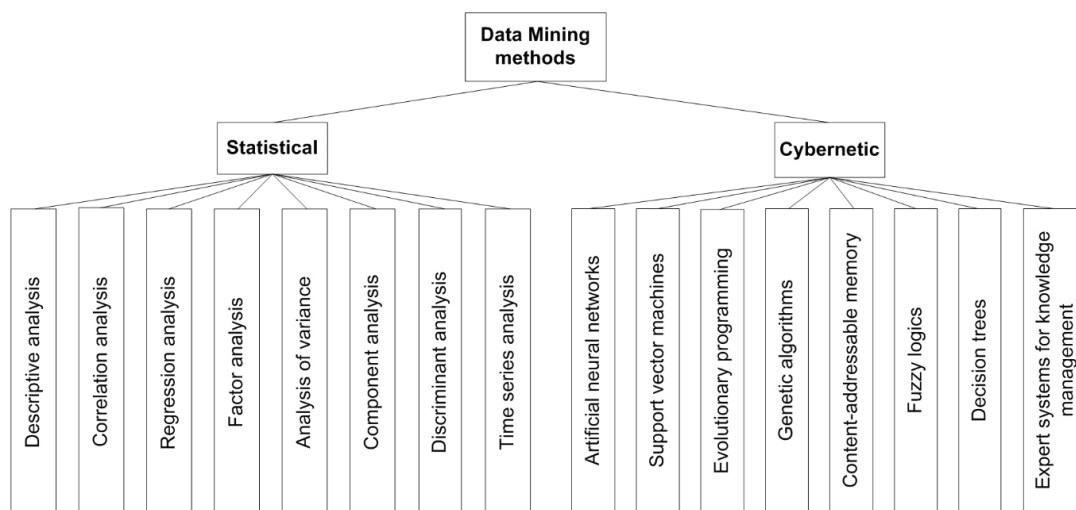 Data Mining
methods
Statistical
Cybernetic
Descriptive analysis
Correlation analysis
Regression analysis
Factor analysis
Analysis of variance
Component analysis
Discriminant analysis
Time series analysis
Artificial neural networks
Support vector machines
Evolutionary programming
Genetic algorithms
Content-addressable memory
Fuzzy logics
Decision trees
Expert systems for knowledge
management